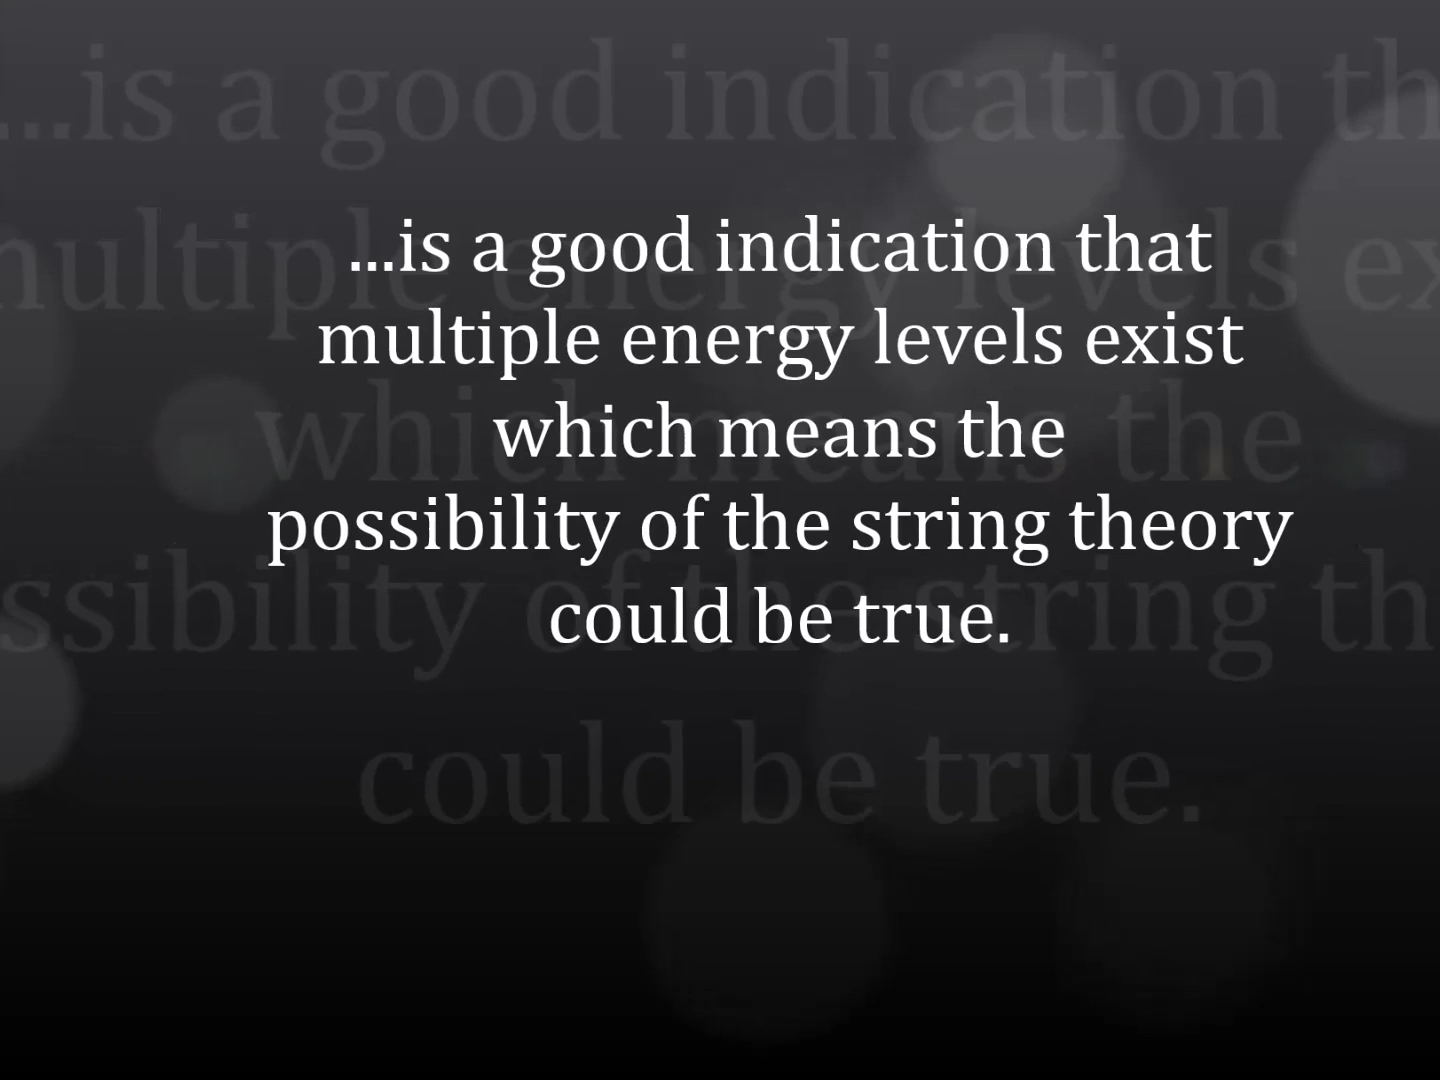 ...is a good indication that
multiple energy levels exist
which means the
possibility of the string theory
could be true.